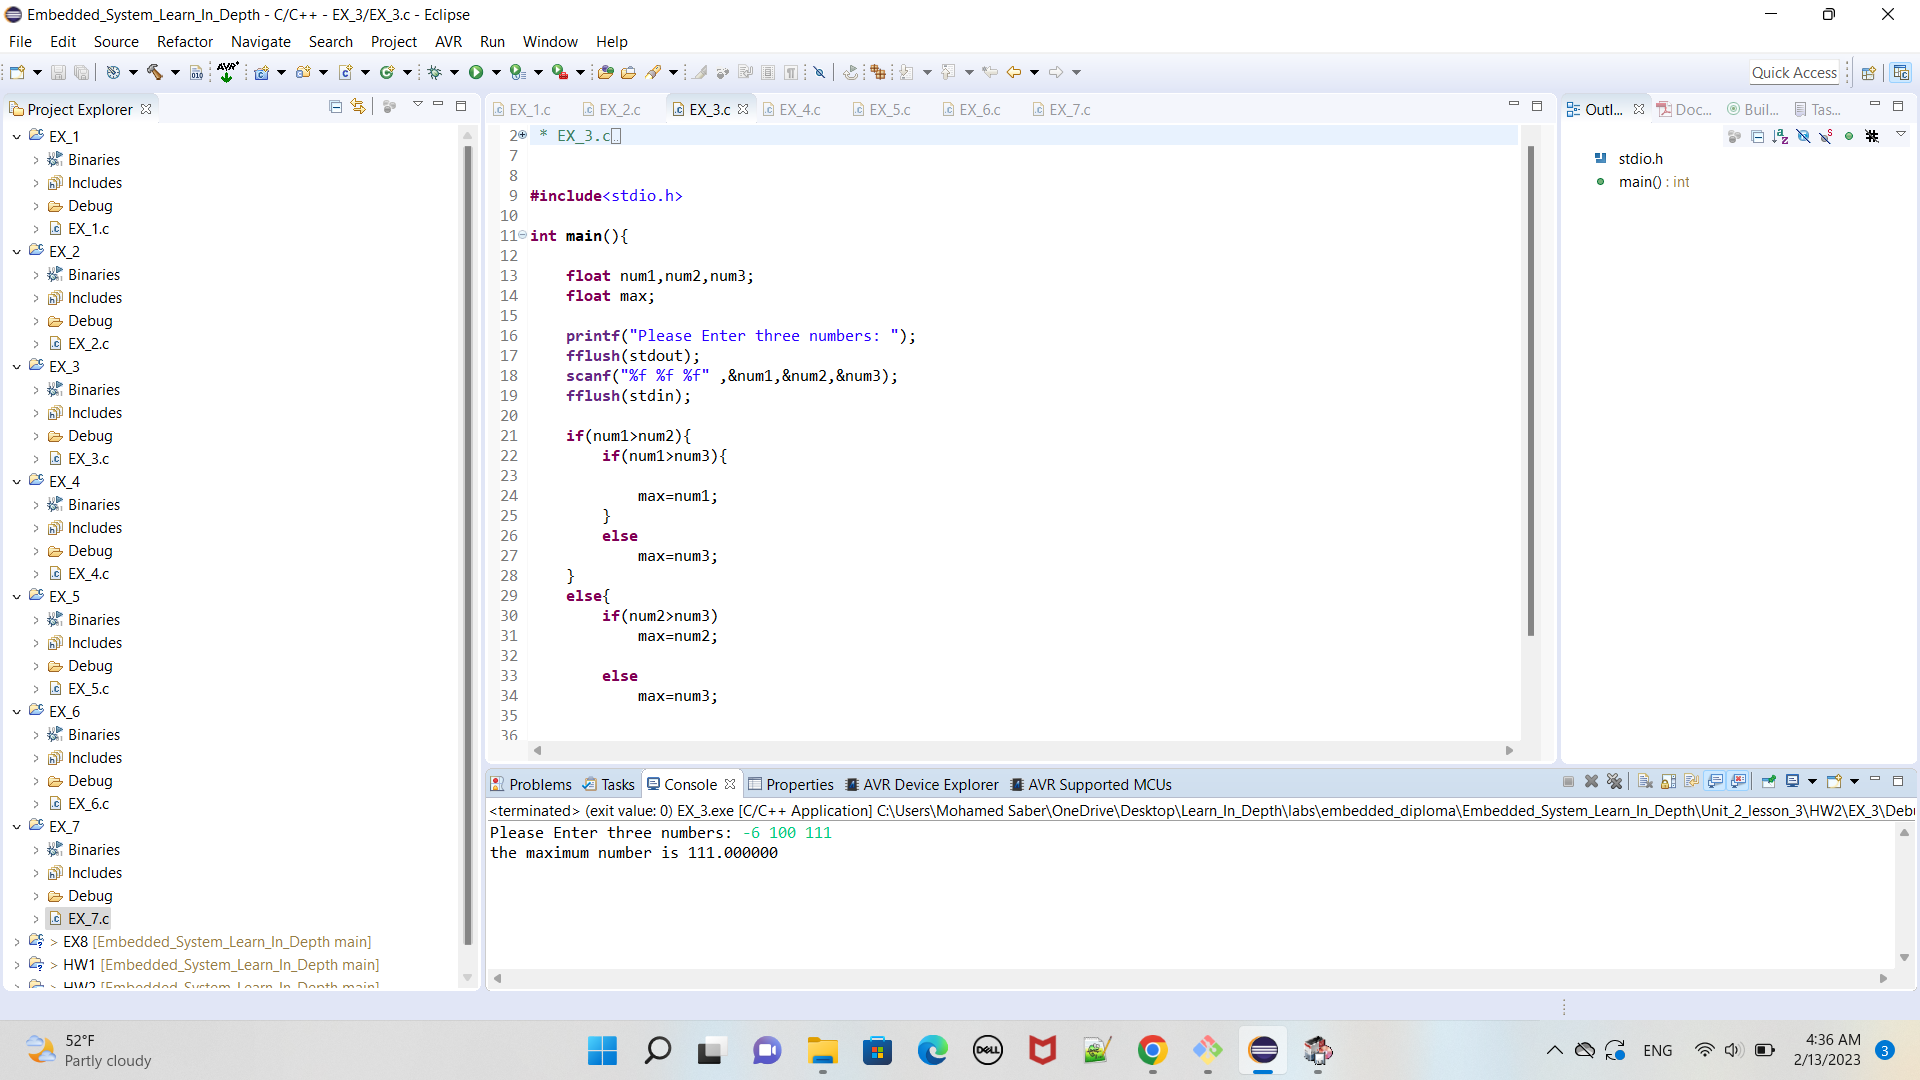 Embedded_System_Learn_In_Depth - C/C++ - EX_3/EX_3.c - Eclipse
File Edit Source Refactor Navigate Search Project AVR Run Window Help
Quick Access
Project Explorer
EX_1
Binaries
Includes
Debug
EX_1.c
EX_2
Binaries
Includes
Debug
EX_2.c
EX_3
Binaries
Includes
Debug
EX_3.c
EX_4
Binaries
Includes
Debug
EX_4.c
EX_5
Binaries
Includes
Debug
EX_5.c
EX_6
Binaries
Includes
Debug
EX_6.c
EX_7
Binaries
Includes
Debug
EX_7.c
> EX8 [Embedded_System_Learn_In_Depth main]
> HW1 [Embedded_System_Learn_In_Depth main]
> HW2 [Embedded_System_Learn_In_Depth main]
EX_1.c EX_2.c EX_3.c EX_4.c EX_5.c EX_6.c EX_7.c
2 * EX_3.c
7
8
9 #include<stdio.h>
10
11 int main(){
12
13 float num1,num2,num3;
14 float max;
15
16 printf("Please Enter three numbers: ");
17 fflush(stdout);
18 scanf("%f %f %f" ,&num1,&num2,&num3);
19 fflush(stdin);
20
21 if(num1>num2){
22 if(num1>num3){
23
24 max=num1;
25 }
26 else
27 max=num3;
28 }
29 else{
30 if(num2>num3)
31 max=num2;
32
33 else
34 max=num3;
35
36
Outl... Doc... Buil... Tas...
stdio.h
main() : int
Problems Tasks Console Properties AVR Device Explorer AVR Supported MCUs
<terminated> (exit value: 0) EX_3.exe [C/C++ Application] C:\Users\Mohamed Saber\OneDrive\Desktop\Learn_In_Depth\labs\embedded_diploma\Embedded_System_Learn_In_Depth\Unit_2_lesson_3\HW2\EX_3\Debu
Please Enter three numbers: -6 100 111
the maximum number is 111.000000
52°F
Partly cloudy
DELL
ENG
4:36 AM
2/13/2023
3